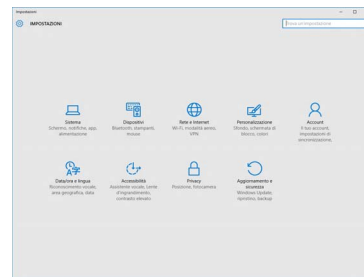 Impostazioni
IMPOSTAZIONI
Trova un'impostazione
Sistema
Schermo, notifiche, app,
alimentazione
Dispositivi
Bluetooth, stampanti,
mouse
Rete e Internet
Wi-Fi, modalità aereo,
VPN
Personalizzazione
Sfondo, schermata di
blocco, colori
Account
Il tuo account,
impostazioni di
sincronizzazione
Data/ora e lingua
Riconoscimento vocale,
area geografica, data
Accessibilità
Assistente vocale, Lente
d'ingrandimento,
contrasto elevato
Privacy
Posizione, fotocamera
Aggiornamento e
sicurezza
Windows Update,
ripristino, backup